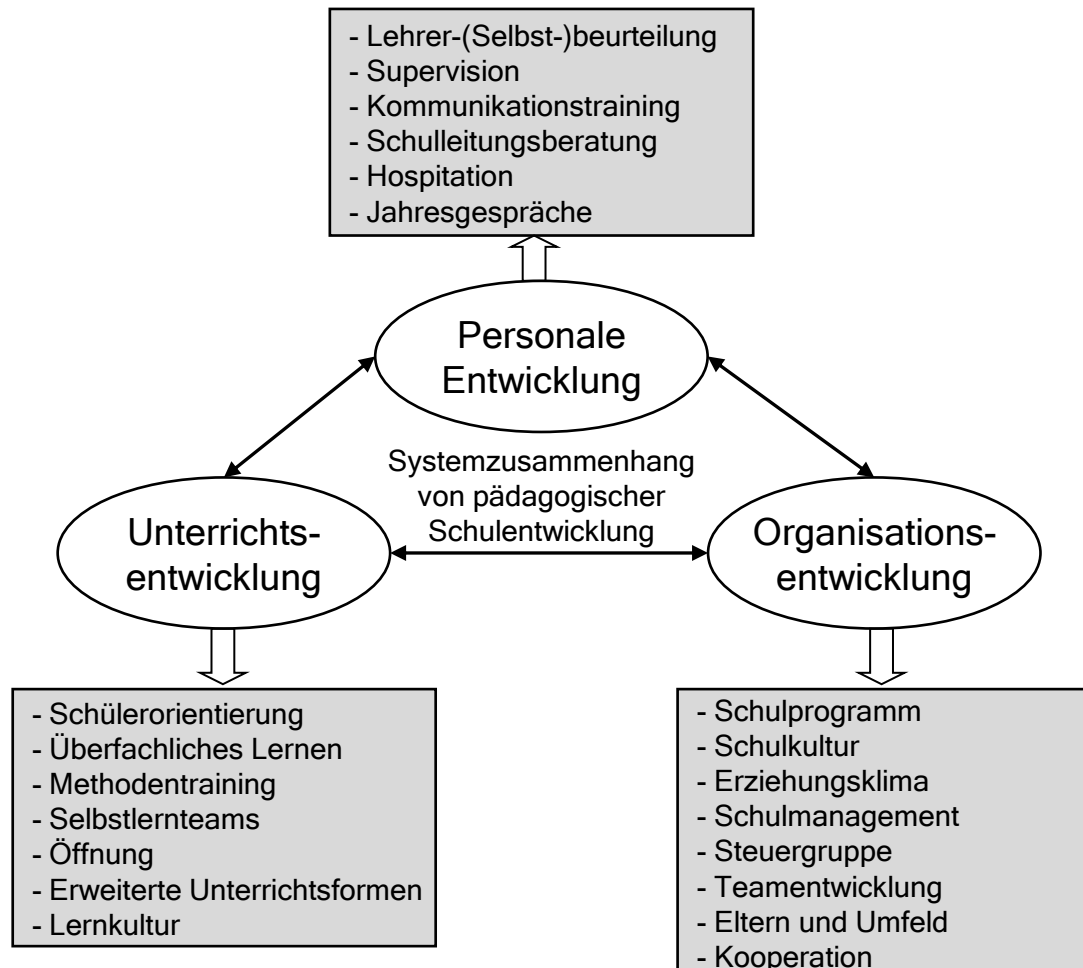 - Lehrer-(Selbst-)beurteilung
- Supervision
- Kommunikationstraining
- Schulleitungsberatung
- Hospitation
- Jahresgespräche
Personale
Entwicklung
Systemzusammenhang
von pädagogischer
Schulentwicklung
Unterrichts-
entwicklung
Organisations-
entwicklung
- Schülerorientierung
- Überfachliches Lernen
- Methodentraining
- Selbstlernteams
- Öffnung
- Erweiterte Unterrichtsformen
- Lernkultur
- Schulprogramm
- Schulkultur
- Erziehungsklima
- Schulmanagement
- Steuergruppe
- Teamentwicklung
- Eltern und Umfeld
- Kooperation